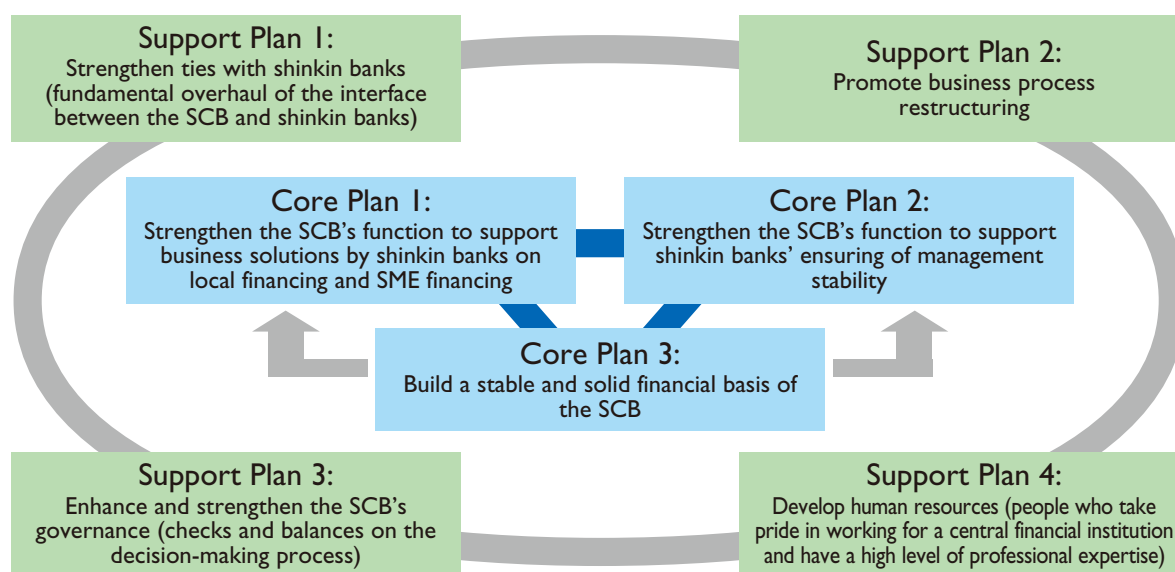 Support Plan 1:
Strengthen ties with shinkin banks
(fundamental overhaul of the interface
between the SCB and shinkin banks)
Support Plan 2:
Promote business process
restructuring
Core Plan 1:
Strengthen the SCB’s function to support
business solutions by shinkin banks on
local financing and SME financing
Core Plan 2:
Strengthen the SCB’s function to support
shinkin banks’ ensuring of management
stability
Core Plan 3:
Build a stable and solid financial basis of
the SCB
Support Plan 3:
Enhance and strengthen the SCB’s
governance (checks and balances on the
decision-making process)
Support Plan 4:
Develop human resources (people who take
pride in working for a central financial institution
and have a high level of professional expertise)